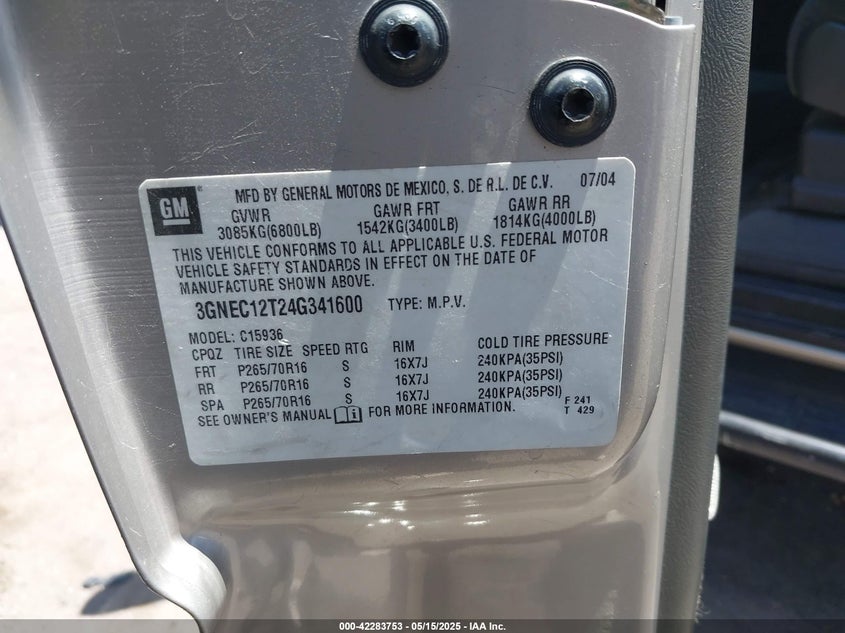 GM
MFD BY GENERAL MOTORS DE MEXICO, S. DE R.L. DE C.V. 07/04
GVWR GAWR FRT GAWR RR
3085KG(6800LB) 1542KG(3400LB) 1814KG(4000LB)
THIS VEHICLE CONFORMS TO ALL APPLICABLE U.S. FEDERAL MOTOR
VEHICLE SAFETY STANDARDS IN EFFECT ON THE DATE OF
MANUFACTURE SHOWN ABOVE.
3GNEC12T24G341600 TYPE: M.P.V.
MODEL: C15936
CPQZ TIRE SIZE SPEED RTG RIM COLD TIRE PRESSURE
FRT P265/70R16 S 16X7J 240KPA(35PSI)
RR P265/70R16 S 16X7J 240KPA(35PSI)
SPA P265/70R16 S 16X7J 240KPA(35PSI)
SEE OWNER'S MANUAL FOR MORE INFORMATION.
F 241
T 429
000-42283753 - 05/15/2025 - IAA Inc.